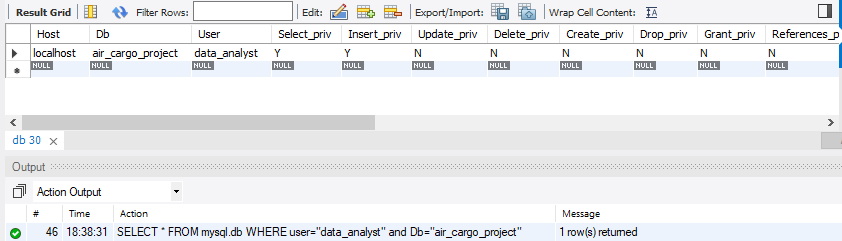 Result Grid Filter Rows: Edit: Export/Import: Wrap Cell Content:
Host Db User Select_priv Insert_priv Update_priv Delete_priv Create_priv Drop_priv Grant_priv References_p
localhost air_cargo_project data_analyst Y Y N N N N N N
NULL NULL NULL NULL NULL NULL NULL NULL NULL NULL NULL
db 30
Output
Action Output
# Time Action Message
46 18:38:31 SELECT * FROM mysql.db WHERE user="data_analyst" and Db="air_cargo_project" 1 row(s) returned